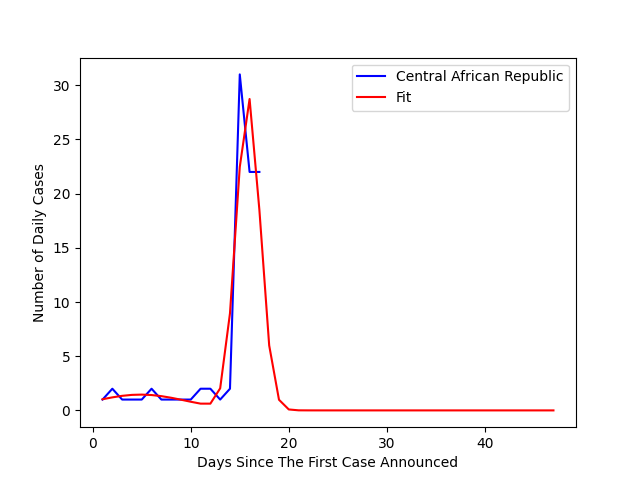 Central African Republic
Fit
Number of Daily Cases
30
25
20
15
10
5
0
0 10 20 30 40
Days Since The First Case Announced